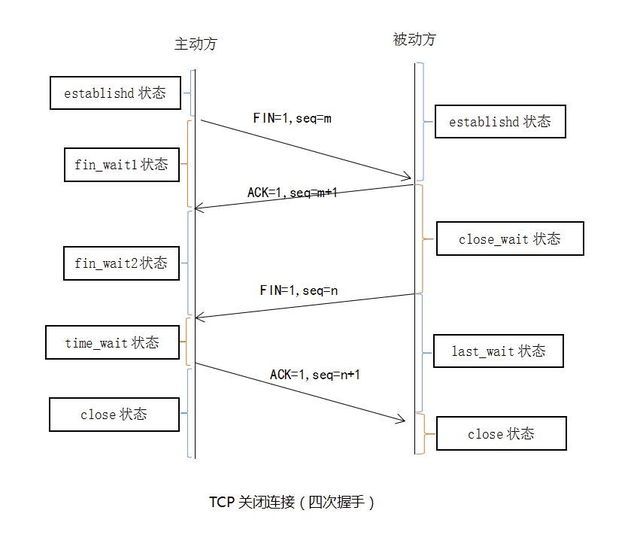 主动方
被动方
establishd 状态
FIN=1,seq=m
establishd 状态
fin_wait1 状态
ACK=1,seq=m+1
close_wait 状态
fin_wait2 状态
FIN=1,seq=n
time_wait 状态
last_wait 状态
ACK=1,seq=n+1
close 状态
close 状态
TCP 关闭连接（四次握手）